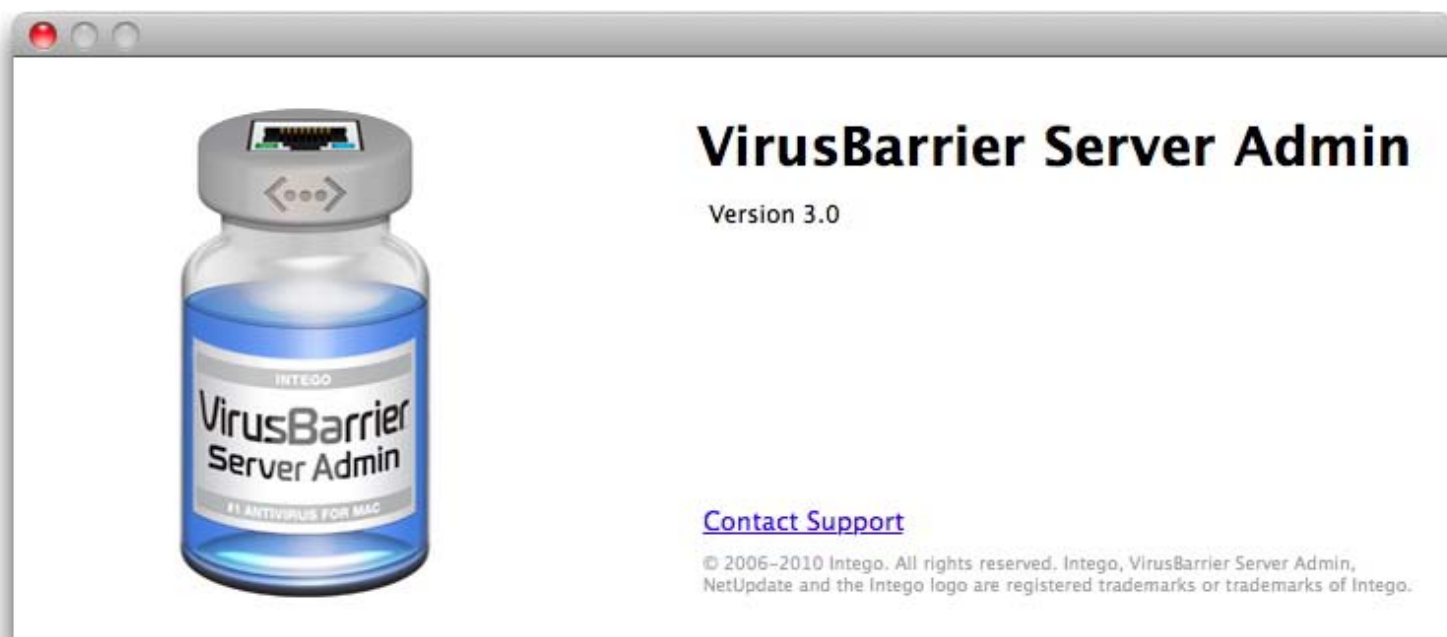 INTEGO
VirusBarrier
Server Admin
#1 ANTIVIRUS FOR MAC
VirusBarrier Server Admin
Version 3.0
Contact Support
© 2006–2010 Intego. All rights reserved. Intego, VirusBarrier Server Admin,
NetUpdate and the Intego logo are registered trademarks or trademarks of Intego.